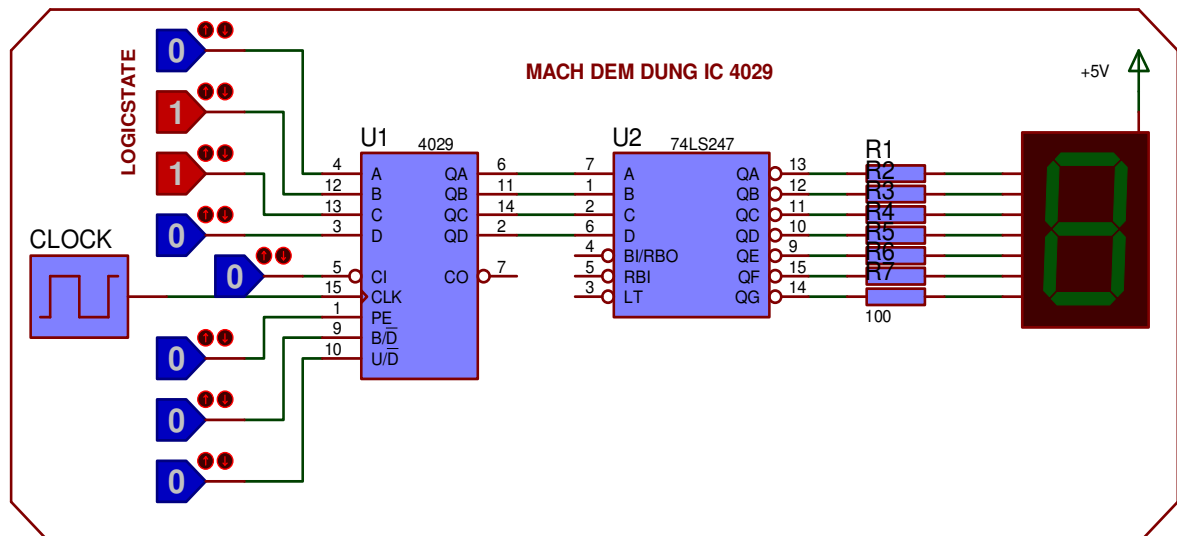 MACH DEM DUNG IC 4029
LOGICSTATE
0
1
1
0
0
0
0
0
CLOCK
U1
4029
4 A QA 6
12 B QB 11
13 C QC 14
3 D QD 2
5 CI CO 7
15 CLK
1 PE
9 B/D
10 U/D
U2
74LS247
7 A QA 13
1 B QB 12
2 C QC 11
6 D QD 10
4 BI/RBO QE 9
5 RBI QF 15
3 LT QG 14
R1
R2
R3
R4
R5
R6
R7
100
+5V